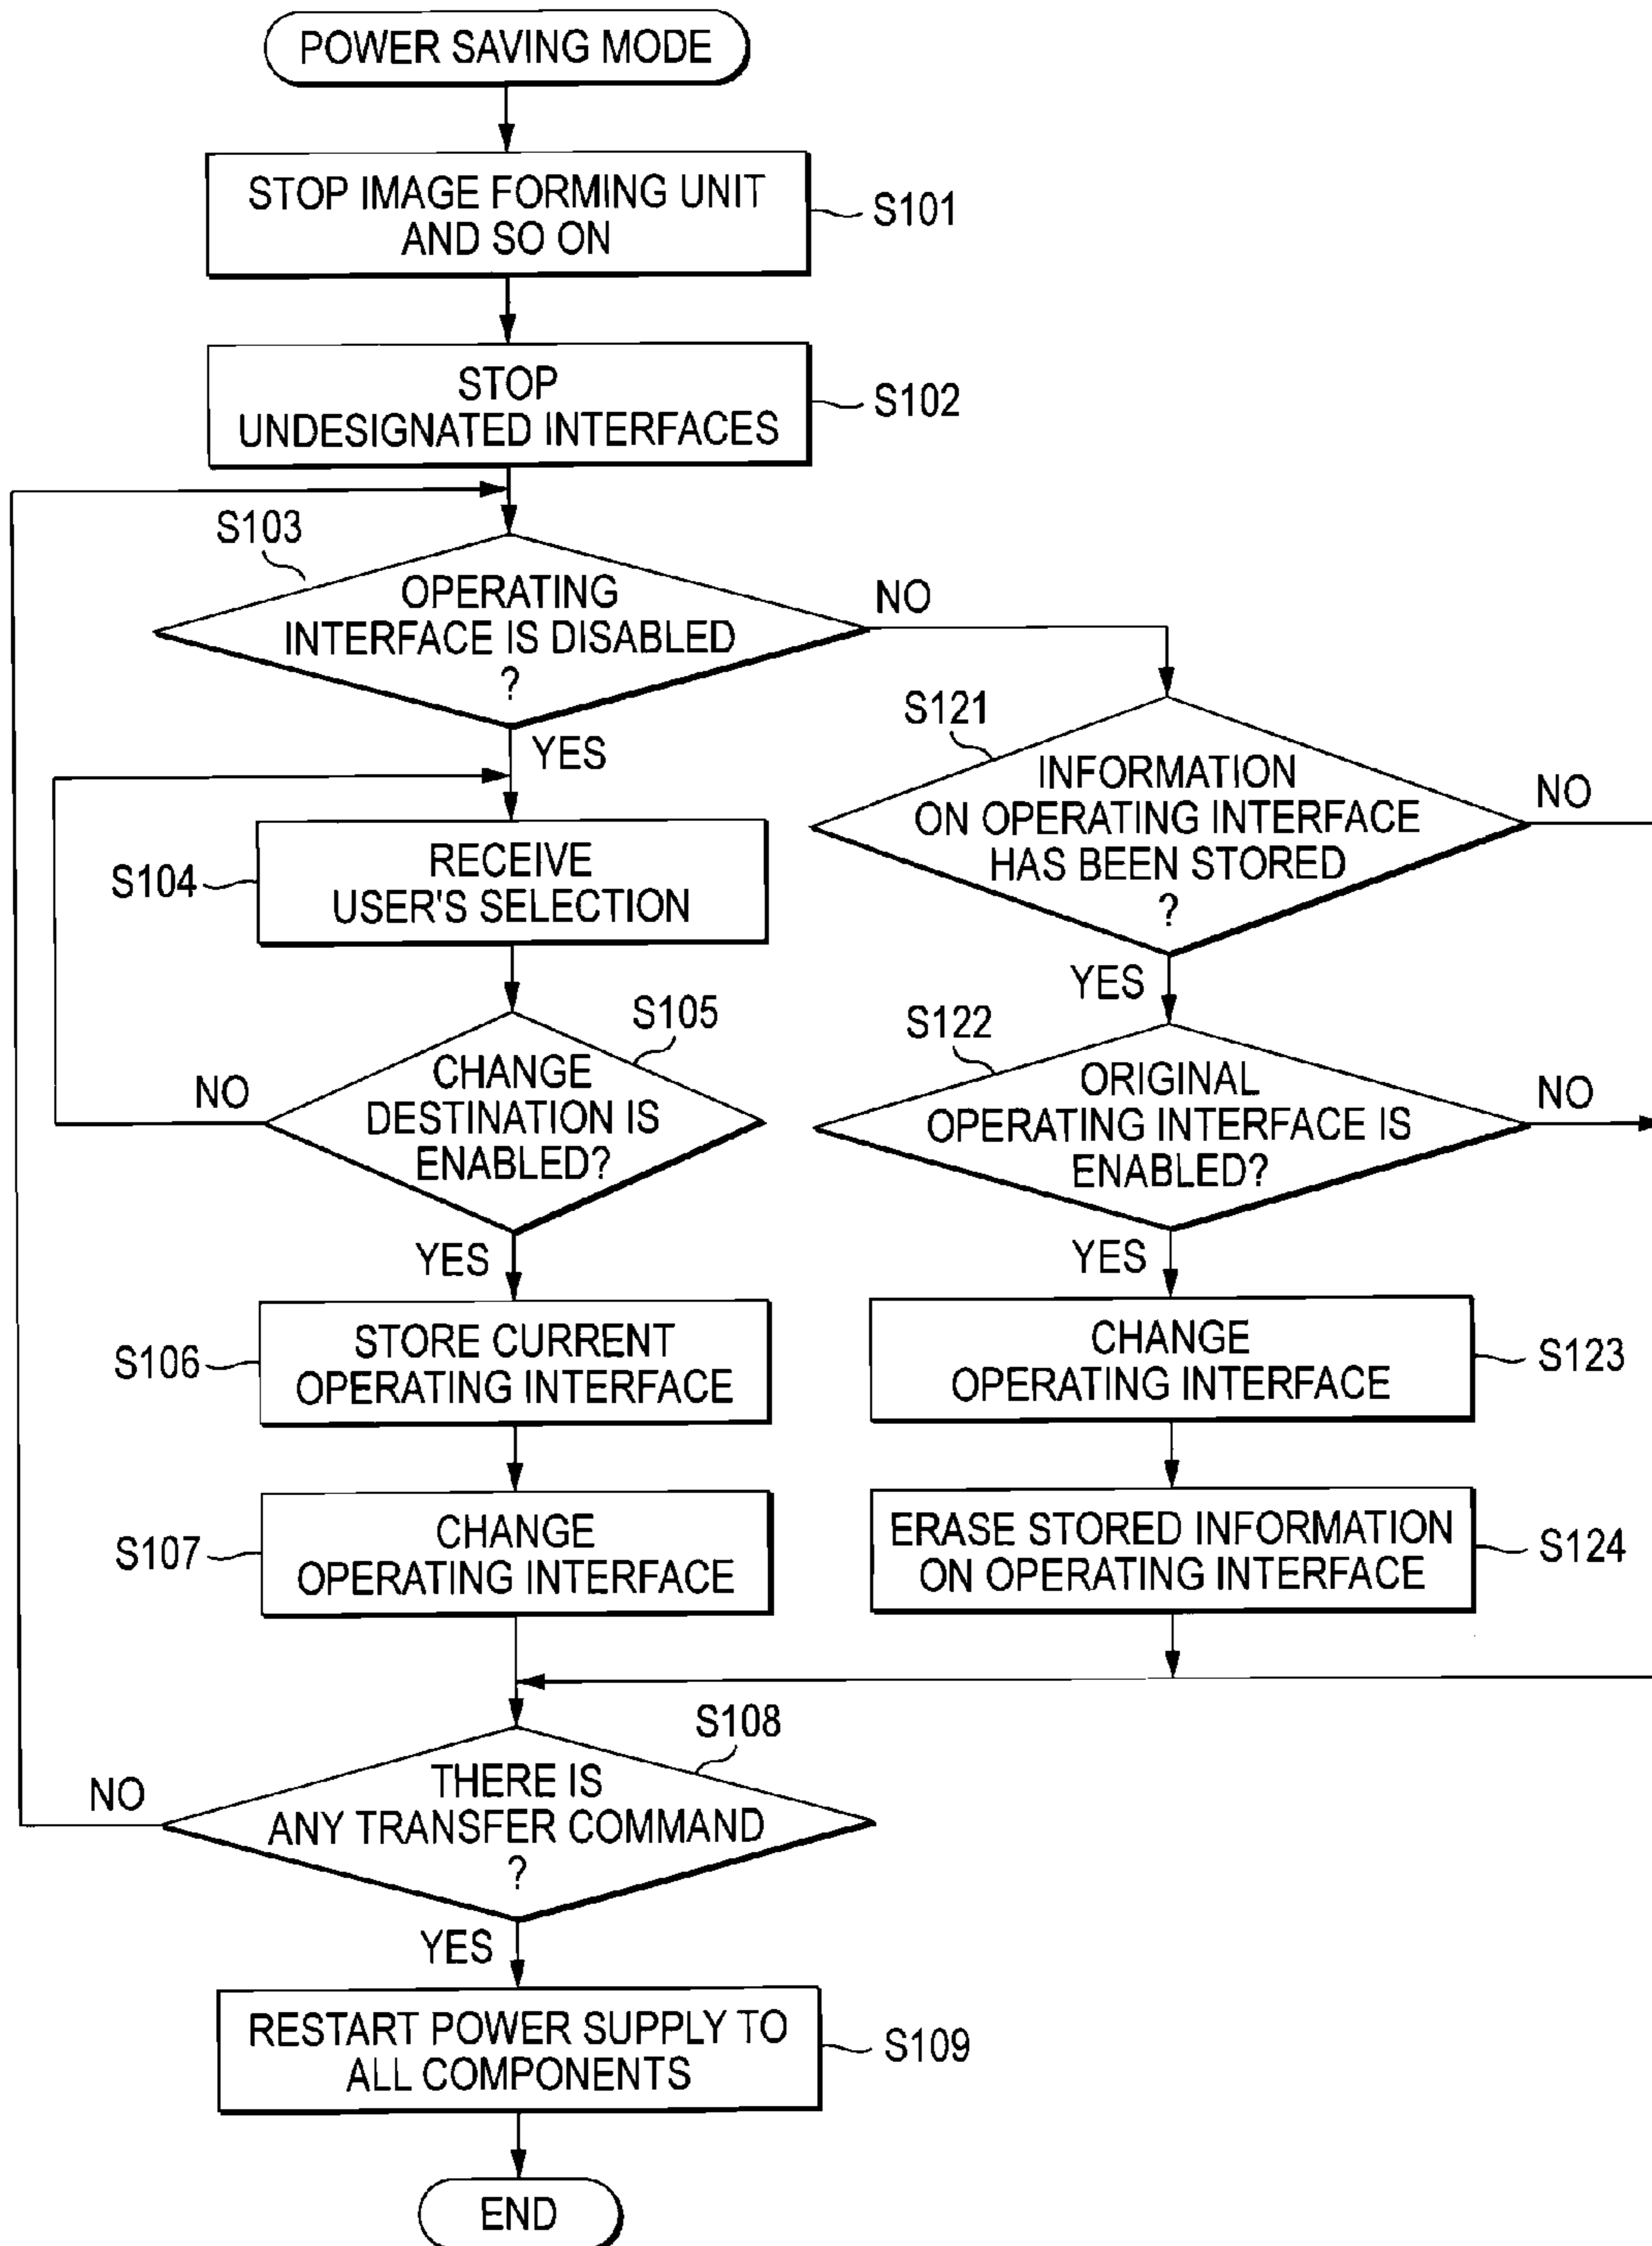 POWER SAVING MODE
STOP IMAGE FORMING UNIT
AND SO ON
S101
STOP
UNDESIGNATED INTERFACES
S102
S103
OPERATING
INTERFACE IS DISABLED
?
NO
YES
S121
INFORMATION
ON OPERATING INTERFACE
HAS BEEN STORED
?
NO
YES
S104
RECEIVE
USER'S SELECTION
S105
CHANGE
DESTINATION IS
ENABLED?
NO
YES
S122
ORIGINAL
OPERATING INTERFACE IS
ENABLED?
NO
YES
S106
STORE CURRENT
OPERATING INTERFACE
CHANGE
OPERATING INTERFACE
S123
S107
CHANGE
OPERATING INTERFACE
ERASE STORED INFORMATION
ON OPERATING INTERFACE
S124
S108
THERE IS
ANY TRANSFER COMMAND
?
NO
YES
RESTART POWER SUPPLY TO
ALL COMPONENTS
S109
END